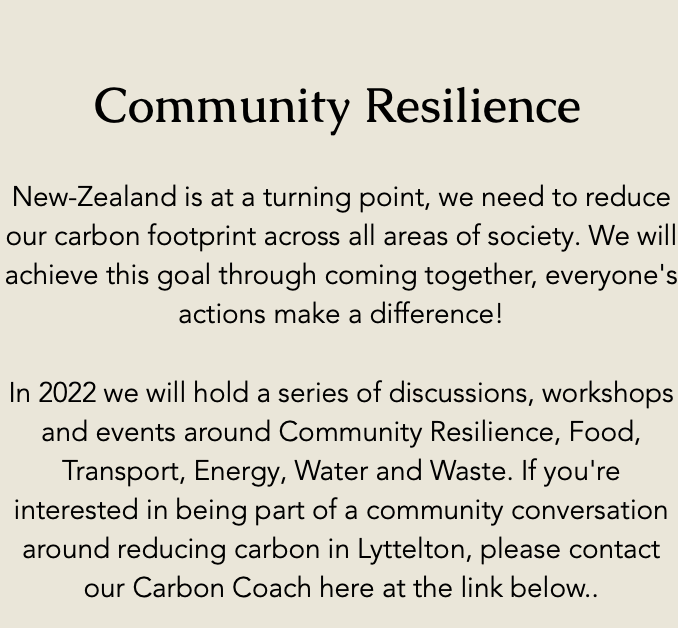 Community Resilience
New-Zealand is at a turning point, we need to reduce
our carbon footprint across all areas of society. We will
achieve this goal through coming together, everyone's
actions make a difference!
In 2022 we will hold a series of discussions, workshops
and events around Community Resilience, Food,
Transport, Energy, Water and Waste. If you're
interested in being part of a community conversation
around reducing carbon in Lyttelton, please contact
our Carbon Coach here at the link below..